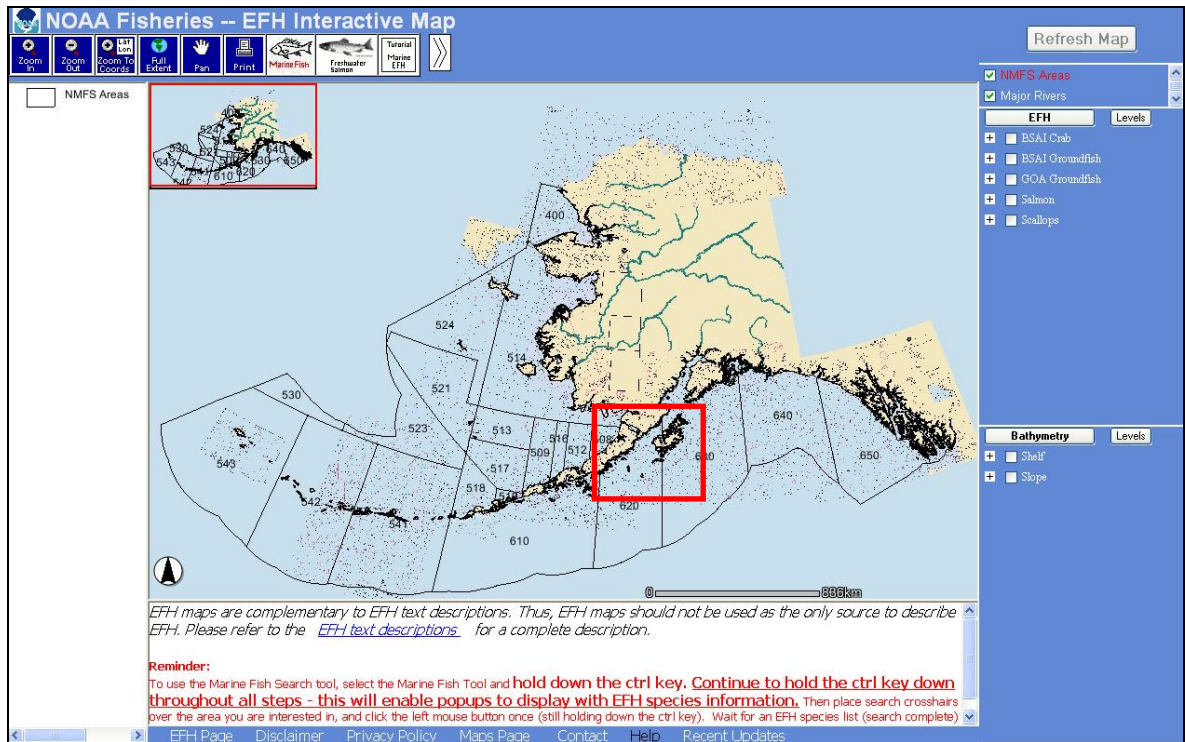 NOAA Fisheries -- EFH Interactive Map
Zoom In
Zoom Out
Lat Lon
Zoom To Coords
Full Extent
Pan
Print
Marine Fish
Freshwater Salmon
Tutorial Marine EFH
Refresh Map
NMFS Areas
NMFS Areas
Major Rivers
EFH Levels
BSAI Crab
BSAI Groundfish
GOA Groundfish
Salmon
Scallops
Bathymetry Levels
Shelf
Slope
400
524
514
521
530
523
513
516
508
509
512
517
518
543
542
541
610
620
630
640
650
0 886km
EFH maps are complementary to EFH text descriptions. Thus, EFH maps should not be used as the only source to describe
EFH. Please refer to the EFH text descriptions for a complete description.
Reminder:
To use the Marine Fish Search tool, select the Marine Fish Tool and hold down the ctrl key. Continue to hold the ctrl key down
throughout all steps - this will enable popups to display with EFH species information. Then place search crosshairs
over the area you are interested in, and click the left mouse button once (still holding down the ctrl key). Wait for an EFH species list (search complete)
EFH Page Disclaimer Privacy Policy Maps Page Contact Help Recent Updates